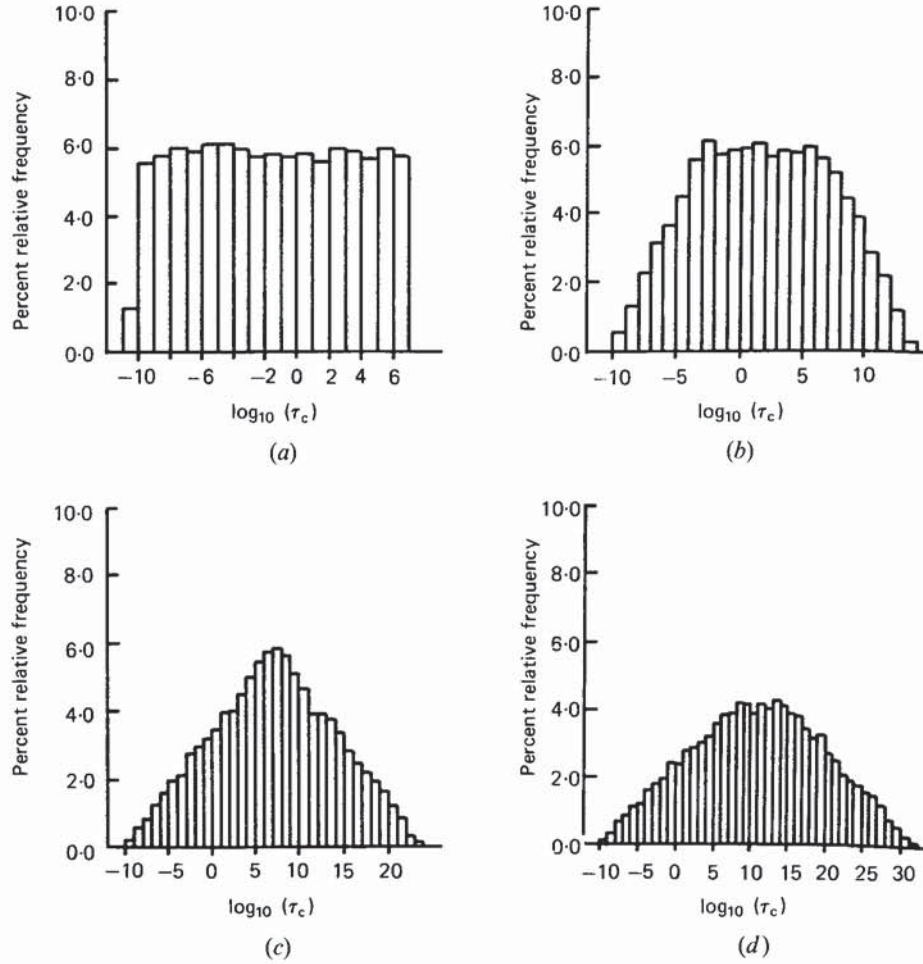 10·0
8·0
6·0
4·0
2·0
0·0
Percent relative frequency
−10 −6 −2 0 2 4 6
log₁₀ (τc)
(a)
10·0
8·0
6·0
4·0
2·0
0·0
Percent relative frequency
−10 −5 0 5 10
log₁₀ (τc)
(b)
10·0
8·0
6·0
4·0
2·0
0·0
Percent relative frequency
−10 −5 0 5 10 15 20
log₁₀ (τc)
(c)
10·0
8·0
6·0
4·0
2·0
0·0
Percent relative frequency
−10 −5 0 5 10 15 20 25 30
log₁₀ (τc)
(d)